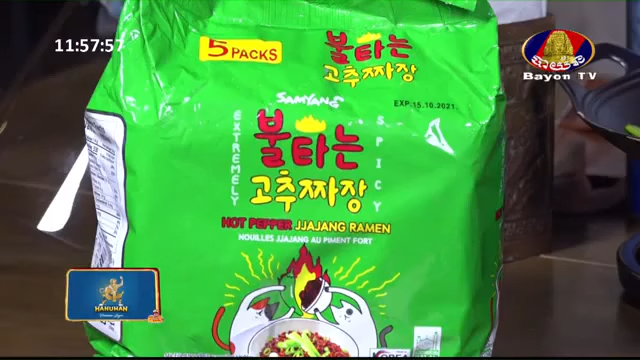 11:57:57
5 PACKS
불타는
고추짜장
Bayon TV
SAMYANG
EXP:15.10.2021
EXTREMELY
불타는
SPICY
고추짜장
HOT PEPPER JJAJANG RAMEN
NOUILLES JJAJANG AU PIMENT FORT
HANUMAN
KOREA